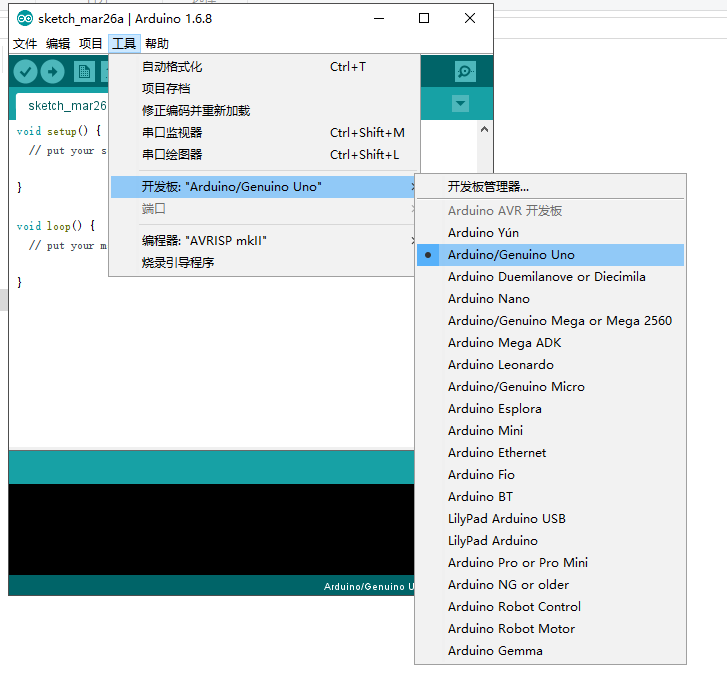 sketch_mar26a | Arduino 1.6.8
文件 编辑 项目 工具 帮助
自动格式化 Ctrl+T
项目存档
修正编码并重新加载
串口监视器 Ctrl+Shift+M
串口绘图器 Ctrl+Shift+L
开发板: "Arduino/Genuino Uno"
端口
编程器: "AVRISP mkII"
烧录引导程序
sketch_mar26
void setup() {
// put your s
}
void loop() {
// put your m
}
开发板管理器...
Arduino AVR 开发板
Arduino Yún
Arduino/Genuino Uno
Arduino Duemilanove or Diecimila
Arduino Nano
Arduino/Genuino Mega or Mega 2560
Arduino Mega ADK
Arduino Leonardo
Arduino/Genuino Micro
Arduino Esplora
Arduino Mini
Arduino Ethernet
Arduino Fio
Arduino BT
LilyPad Arduino USB
LilyPad Arduino
Arduino Pro or Pro Mini
Arduino NG or older
Arduino Robot Control
Arduino Robot Motor
Arduino Gemma
Arduino/Genuino U